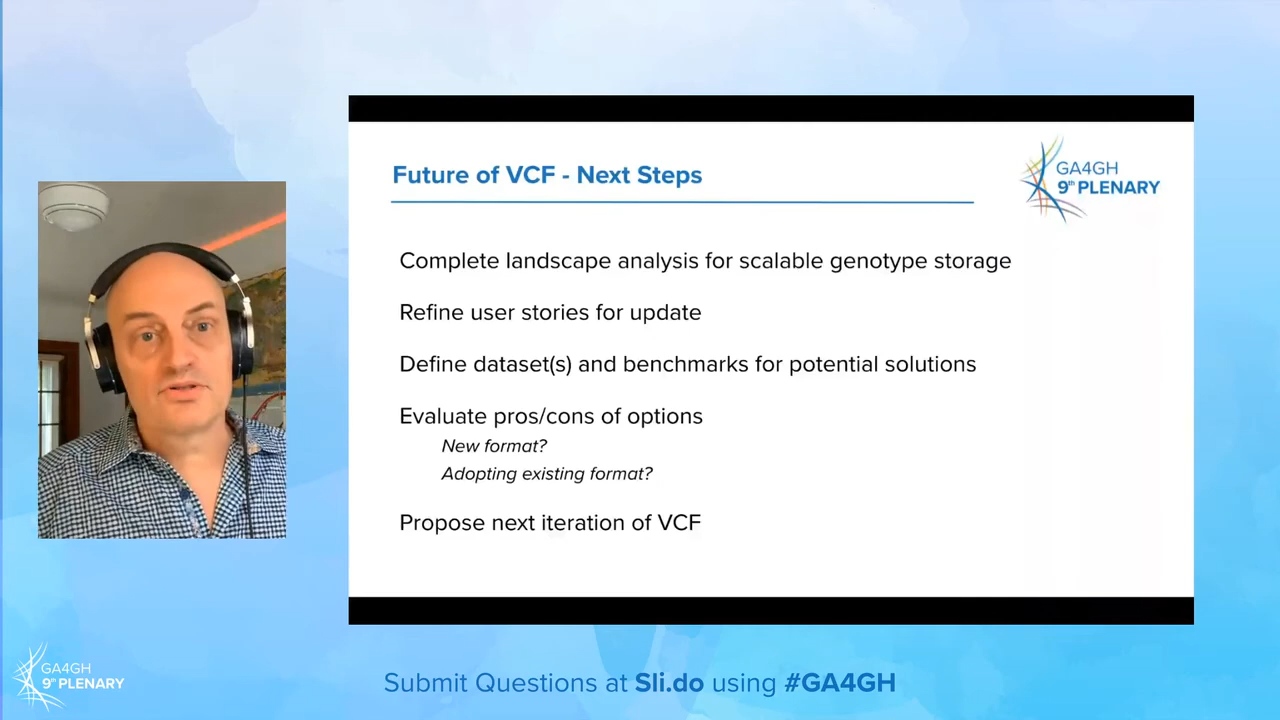 Future of VCF - Next Steps
GA4GH
9th PLENARY
Complete landscape analysis for scalable genotype storage
Refine user stories for update
Define dataset(s) and benchmarks for potential solutions
Evaluate pros/cons of options
New format?
Adopting existing format?
Propose next iteration of VCF
GA4GH
9th PLENARY
Submit Questions at Sli.do using #GA4GH